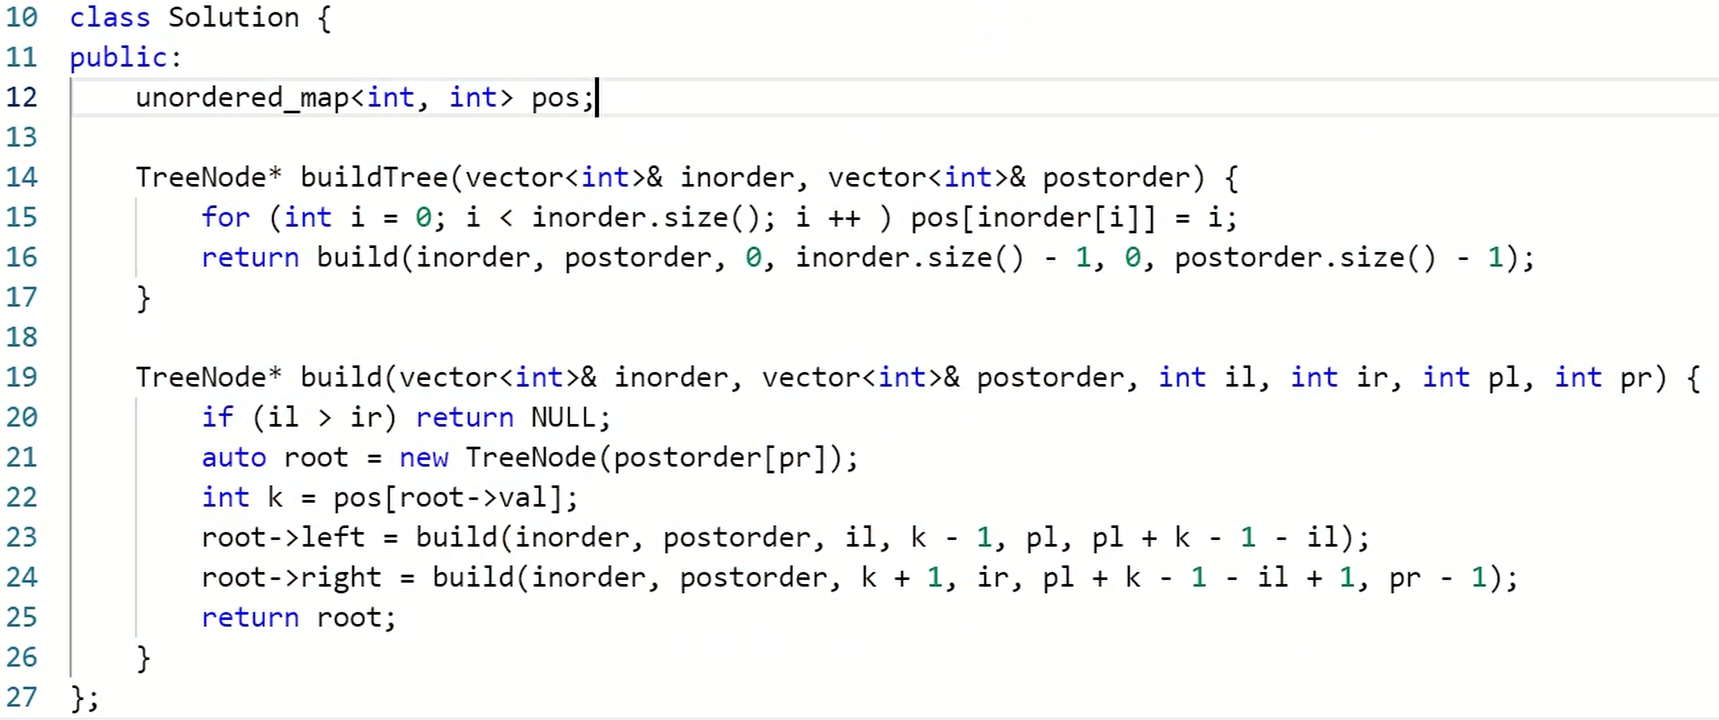 10 class Solution {
11 public:
12     unordered_map<int, int> pos;
13
14     TreeNode* buildTree(vector<int>& inorder, vector<int>& postorder) {
15         for (int i = 0; i < inorder.size(); i ++ ) pos[inorder[i]] = i;
16         return build(inorder, postorder, 0, inorder.size() - 1, 0, postorder.size() - 1);
17     }
18
19     TreeNode* build(vector<int>& inorder, vector<int>& postorder, int il, int ir, int pl, int pr) {
20         if (il > ir) return NULL;
21         auto root = new TreeNode(postorder[pr]);
22         int k = pos[root->val];
23         root->left = build(inorder, postorder, il, k - 1, pl, pl + k - 1 - il);
24         root->right = build(inorder, postorder, k + 1, ir, pl + k - 1 - il + 1, pr - 1);
25         return root;
26     }
27 };